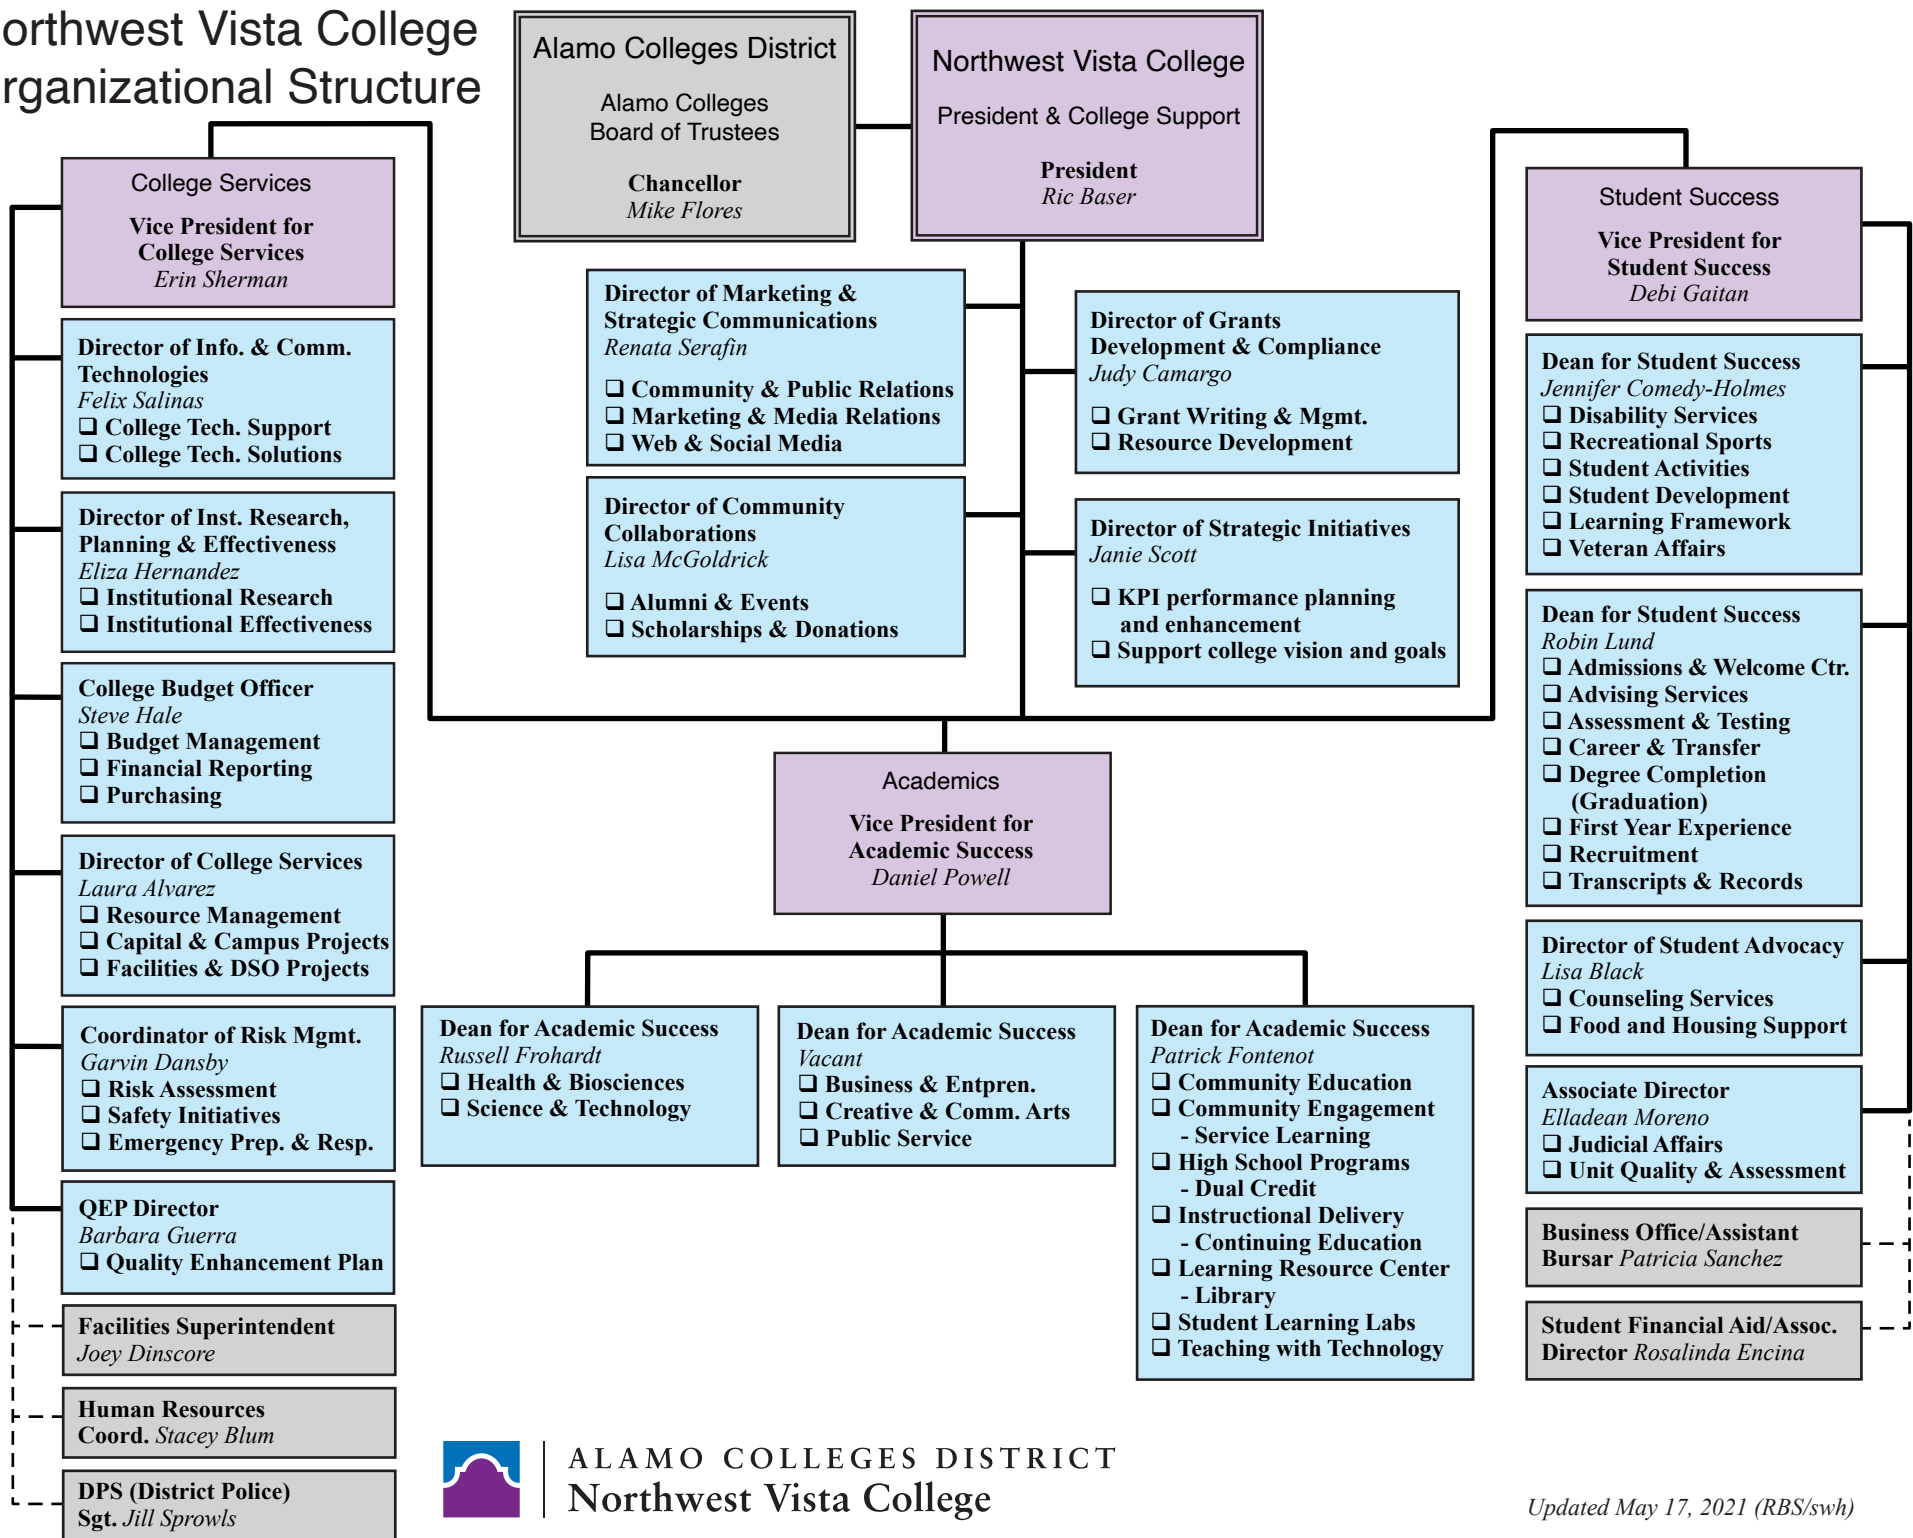 orthwest Vista College
rganizational Structure
Alamo Colleges District
Alamo Colleges
Board of Trustees
Chancellor
Mike Flores
Northwest Vista College
President & College Support
President
Ric Baser
College Services
Vice President for
College Services
Erin Sherman
Director of Info. & Comm.
Technologies
Felix Salinas
❑ College Tech. Support
❑ College Tech. Solutions
Director of Inst. Research,
Planning & Effectiveness
Eliza Hernandez
❑ Institutional Research
❑ Institutional Effectiveness
College Budget Officer
Steve Hale
❑ Budget Management
❑ Financial Reporting
❑ Purchasing
Director of College Services
Laura Alvarez
❑ Resource Management
❑ Capital & Campus Projects
❑ Facilities & DSO Projects
Coordinator of Risk Mgmt.
Garvin Dansby
❑ Risk Assessment
❑ Safety Initiatives
❑ Emergency Prep. & Resp.
QEP Director
Barbara Guerra
❑ Quality Enhancement Plan
Facilities Superintendent
Joey Dinscore
Human Resources
Coord. Stacey Blum
DPS (District Police)
Sgt. Jill Sprowls
Director of Marketing &
Strategic Communications
Renata Serafin
❑ Community & Public Relations
❑ Marketing & Media Relations
❑ Web & Social Media
Director of Community
Collaborations
Lisa McGoldrick
❑ Alumni & Events
❑ Scholarships & Donations
Director of Grants
Development & Compliance
Judy Camargo
❑ Grant Writing & Mgmt.
❑ Resource Development
Director of Strategic Initiatives
Janie Scott
❑ KPI performance planning
and enhancement
❑ Support college vision and goals
Academics
Vice President for
Academic Success
Daniel Powell
Dean for Academic Success
Russell Frohardt
❑ Health & Biosciences
❑ Science & Technology
Dean for Academic Success
Vacant
❑ Business & Entpren.
❑ Creative & Comm. Arts
❑ Public Service
Dean for Academic Success
Patrick Fontenot
❑ Community Education
❑ Community Engagement
- Service Learning
❑ High School Programs
- Dual Credit
❑ Instructional Delivery
- Continuing Education
❑ Learning Resource Center
- Library
❑ Student Learning Labs
❑ Teaching with Technology
Student Success
Vice President for
Student Success
Debi Gaitan
Dean for Student Success
Jennifer Comedy-Holmes
❑ Disability Services
❑ Recreational Sports
❑ Student Activities
❑ Student Development
❑ Learning Framework
❑ Veteran Affairs
Dean for Student Success
Robin Lund
❑ Admissions & Welcome Ctr.
❑ Advising Services
❑ Assessment & Testing
❑ Career & Transfer
❑ Degree Completion
(Graduation)
❑ First Year Experience
❑ Recruitment
❑ Transcripts & Records
Director of Student Advocacy
Lisa Black
❑ Counseling Services
❑ Food and Housing Support
Associate Director
Elladean Moreno
❑ Judicial Affairs
❑ Unit Quality & Assessment
Business Office/Assistant
Bursar Patricia Sanchez
Student Financial Aid/Assoc.
Director Rosalinda Encina
ALAMO COLLEGES DISTRICT
Northwest Vista College
Updated May 17, 2021 (RBS/swh)